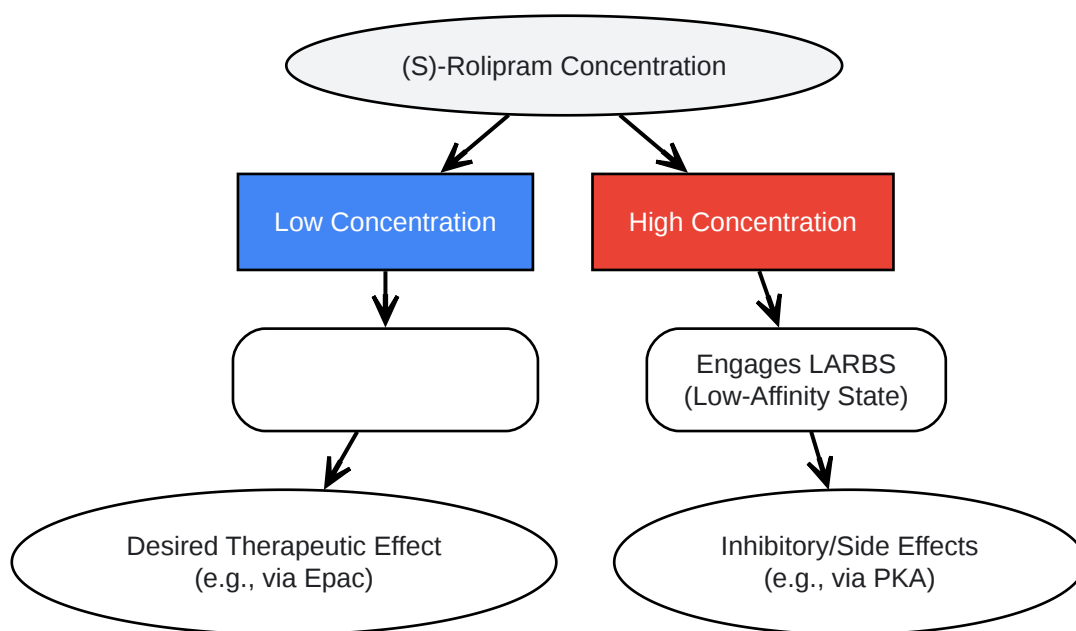 (S)-Rolipram Concentration
Low Concentration
High Concentration
Engages LARBS
(Low-Affinity State)
Desired Therapeutic Effect
(e.g., via Epac)
Inhibitory/Side Effects
(e.g., via PKA)